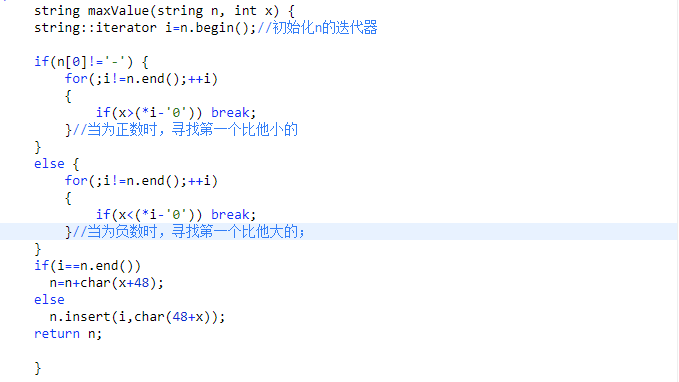 string maxValue(string n, int x) {
string::iterator i=n.begin();//初始化n的迭代器
if(n[0]!='-') {
for(;i!=n.end();++i)
{
if(x>(*i-'0')) break;
}//当为正数时，寻找第一个比他小的
}
else {
for(;i!=n.end();++i)
{
if(x<(*i-'0')) break;
}//当为负数时，寻找第一个比他大的；
}
if(i==n.end())
n=n+char(x+48);
else
n.insert(i,char(48+x));
return n;
}